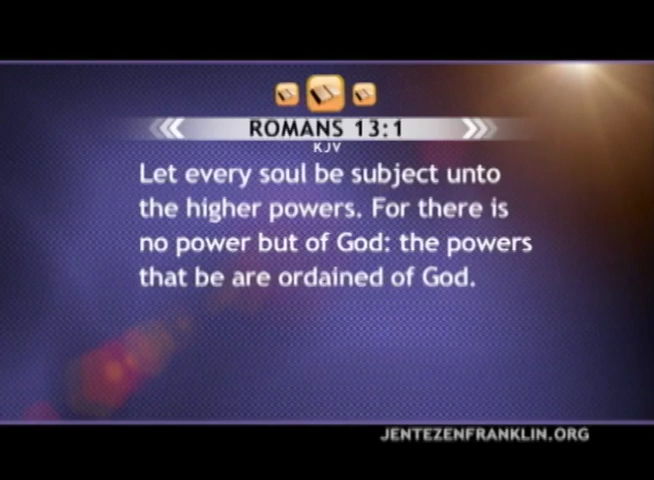 ROMANS 13:1
KJV
Let every soul be subject unto
the higher powers. For there is
no power but of God: the powers
that be are ordained of God.
JENTEZENFRANKLIN.ORG